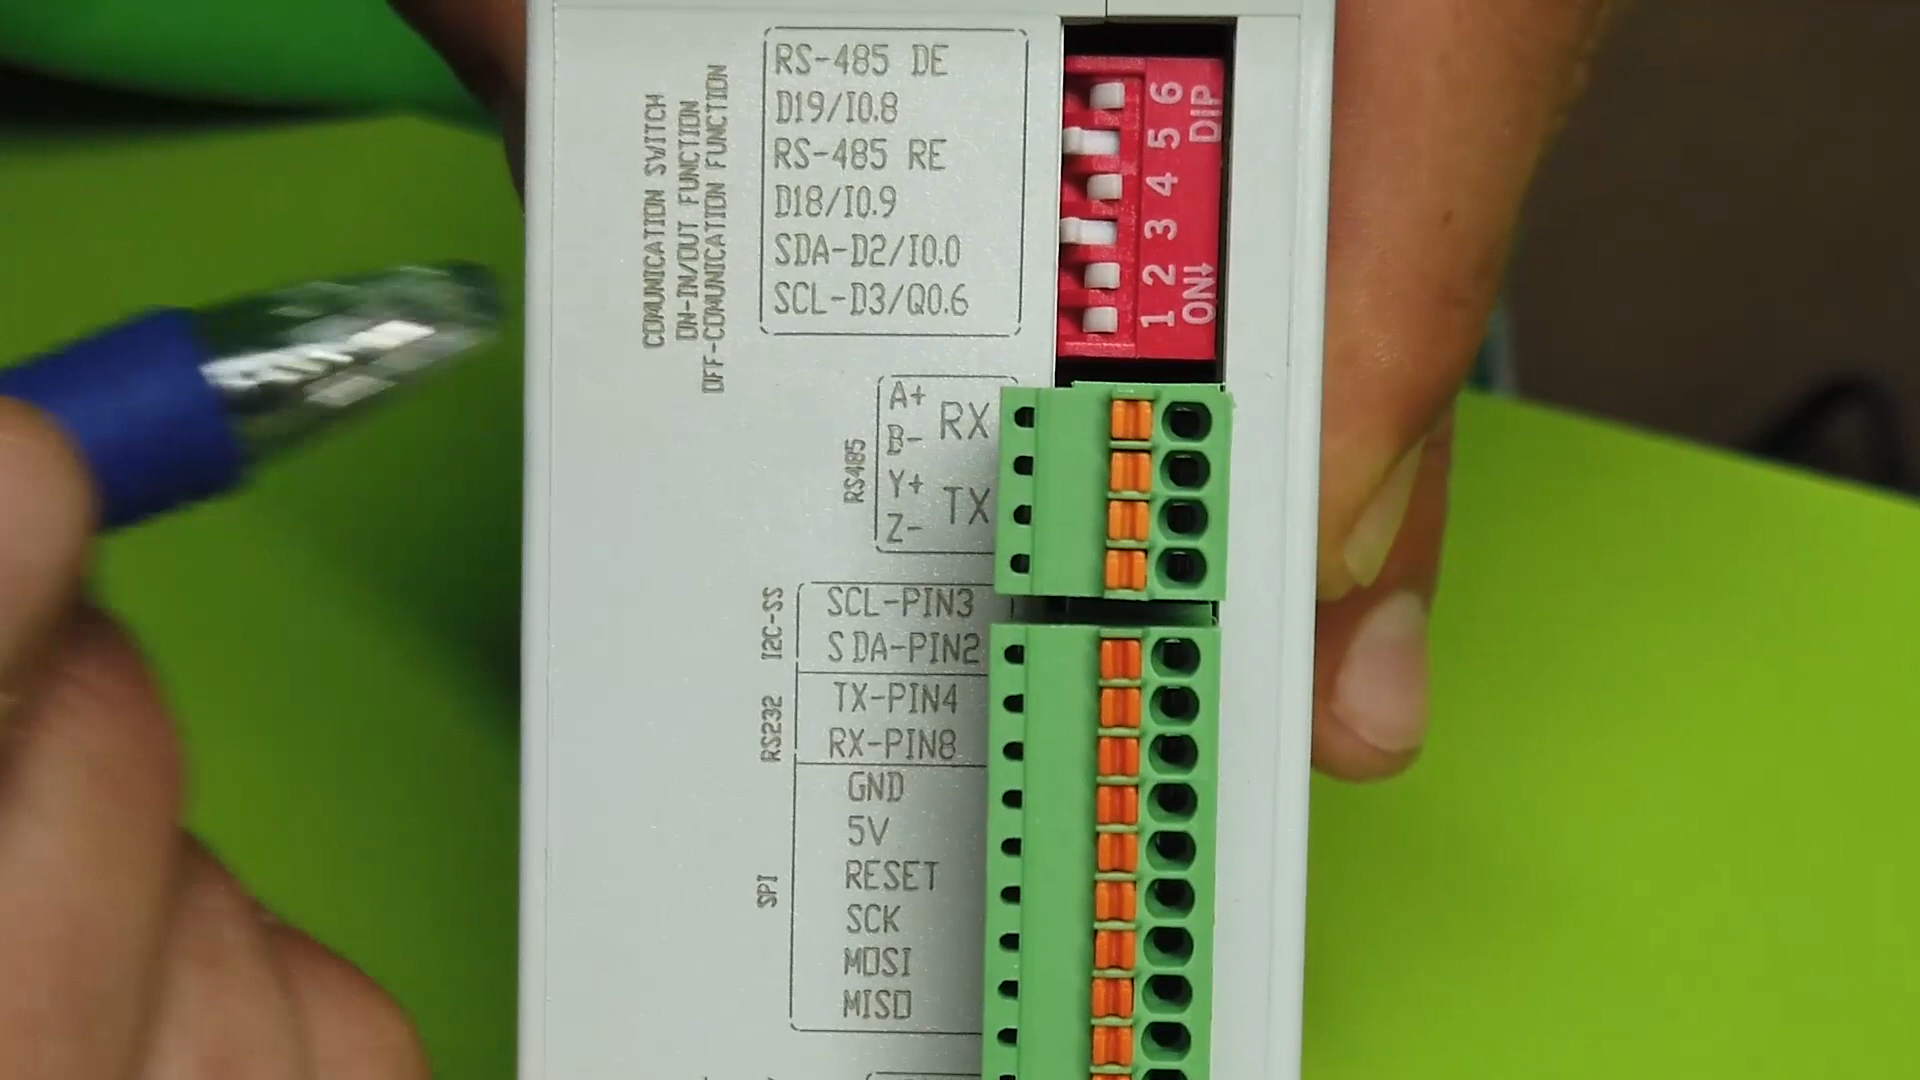 COMUNICATION SWITCH
ON-IN/OUT FUNCTION
OFF-COMUNICATION FUNCTION
RS-485 DE
D19/I0.8
RS-485 RE
D18/I0.9
SDA-D2/I0.0
SCL-D3/Q0.6
1 2 3 4 5 6
ON↓ DIP
RS485
A+
B-
RX
Y+
Z-
TX
I2C-SS
SCL-PIN3
SDA-PIN2
RS232
TX-PIN4
RX-PIN8
SPI
GND
5V
RESET
SCK
MOSI
MISO